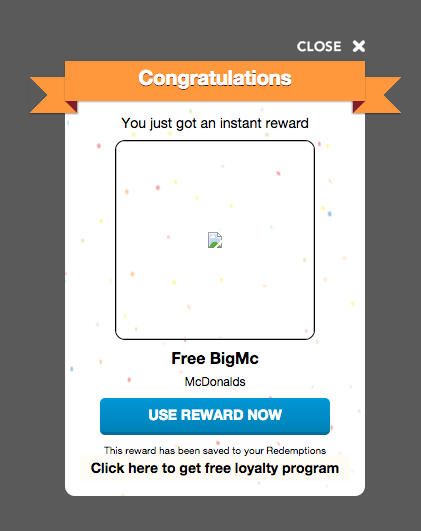 CLOSE
Congratulations
You just got an instant reward
Free BigMc
McDonalds
USE REWARD NOW
This reward has been saved to your Redemptions
Click here to get free loyalty program